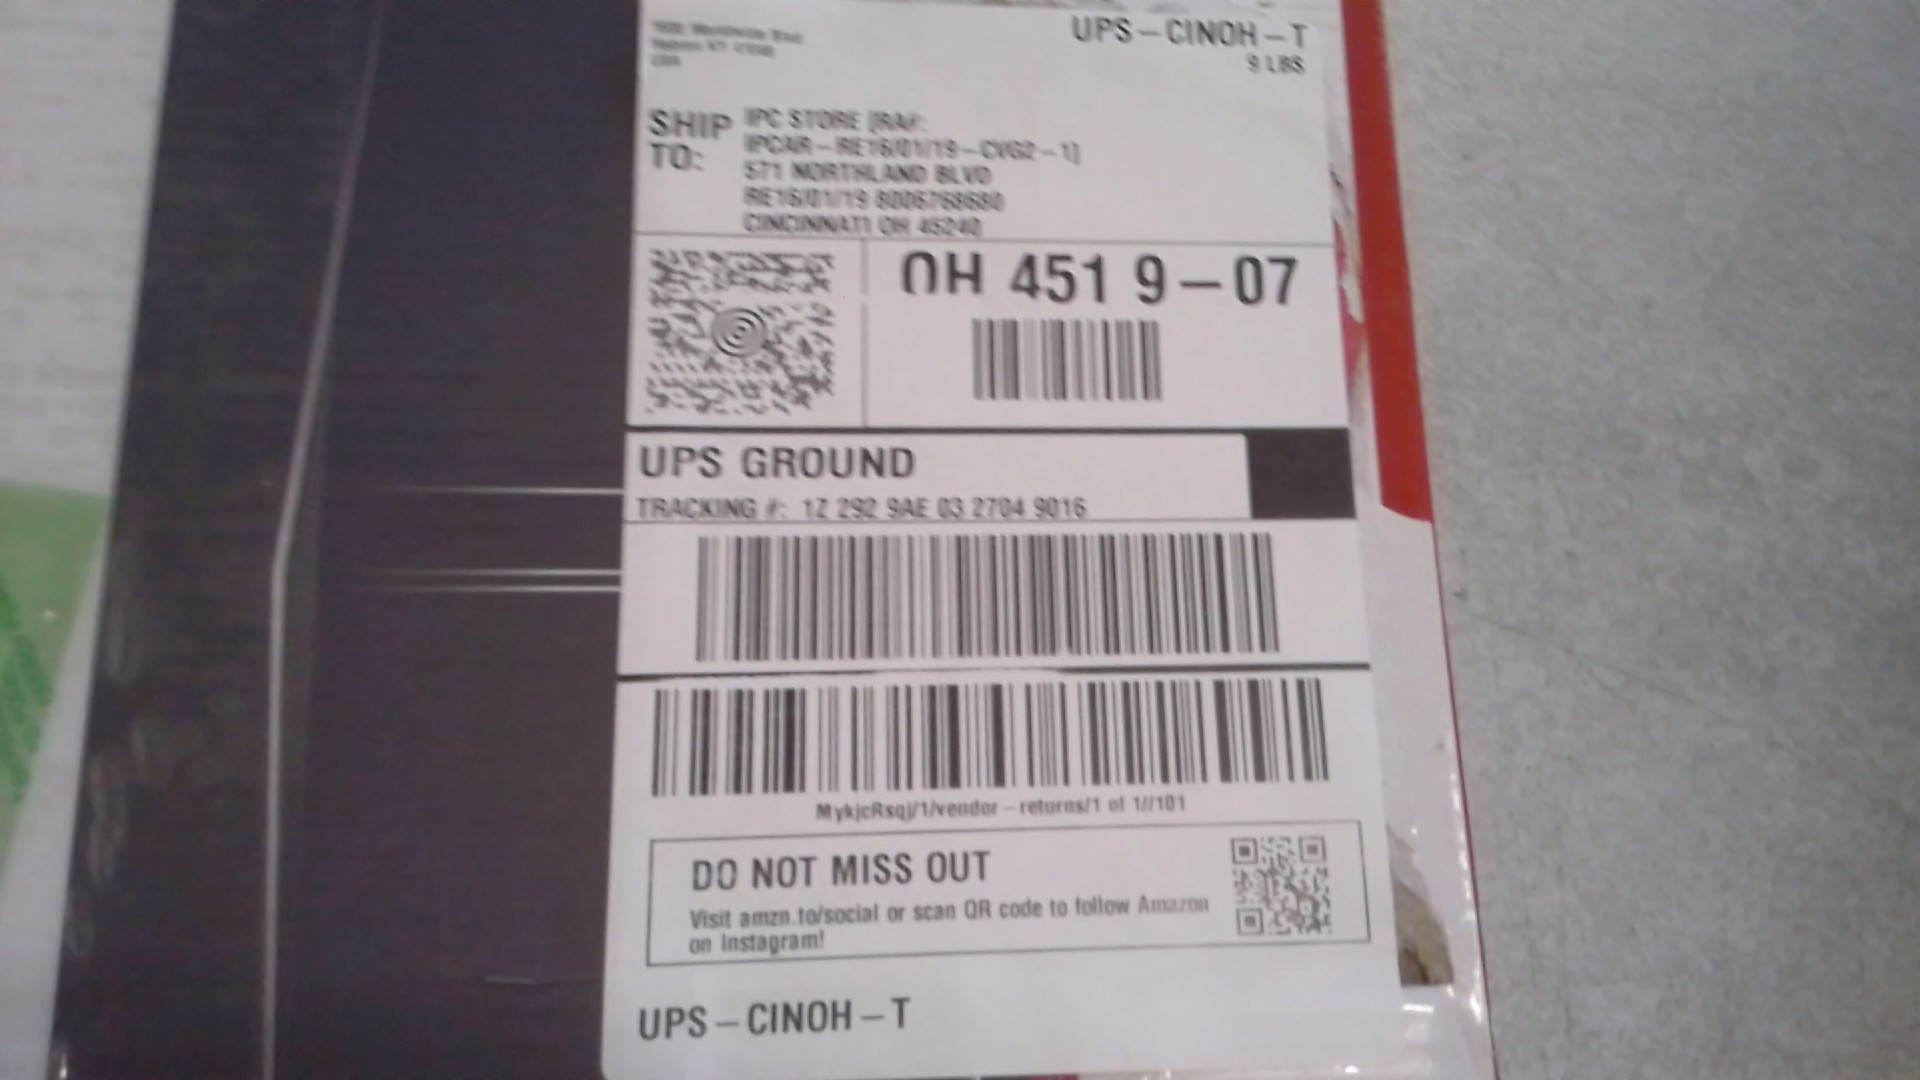 UPS-CINOH-T
9 LBS
SHIP TO:
IPC STORE [RA#:
IPCAR-RE16/01/19-CVG2-1]
571 NORTHLAND BLVD
RE16/01/19 8006768680
CINCINNATI OH 45240
OH 451 9-07
UPS GROUND
TRACKING #: 1Z 292 9AE 03 2704 9016
MykjcRsqj/1/vendor-returns/1 of 1//101
DO NOT MISS OUT
Visit amzn.to/social or scan QR code to follow Amazon
on Instagram!
UPS-CINOH-T